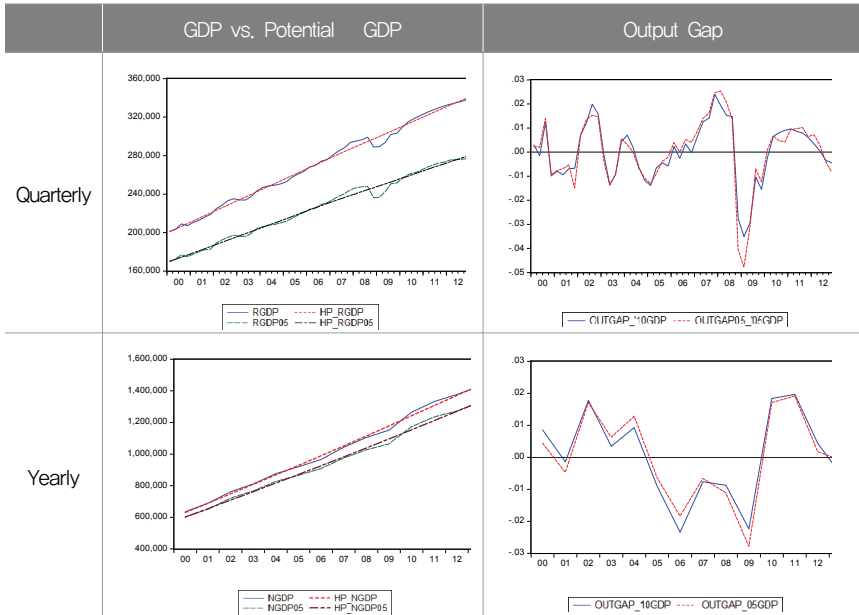 GDP vs. Potential GDP
Output Gap
Quarterly
360,000
320,000
280,000
240,000
200,000
160,000
00 01 02 03 04 05 06 07 08 09 10 11 12
RGDP HP_RGDP
RGDP05 HP_RGDP05
.03
.02
.01
.00
-.01
-.02
-.03
-.04
-.05
00 01 02 03 04 05 06 07 08 09 10 11 12
OUTGAP_'10GDP OUTGAP05_'05GDP
Yearly
1,600,000
1,400,000
1,200,000
1,000,000
800,000
600,000
400,000
00 01 02 03 04 05 06 07 08 09 10 11 12
NGDP HP_NGDP
NGDP05 HP_NGDP05
.03
.02
.01
.00
-.01
-.02
-.03
00 01 02 03 04 05 06 07 08 09 10 11 12
OUTGAP_10GDP OUTGAP_05GDP